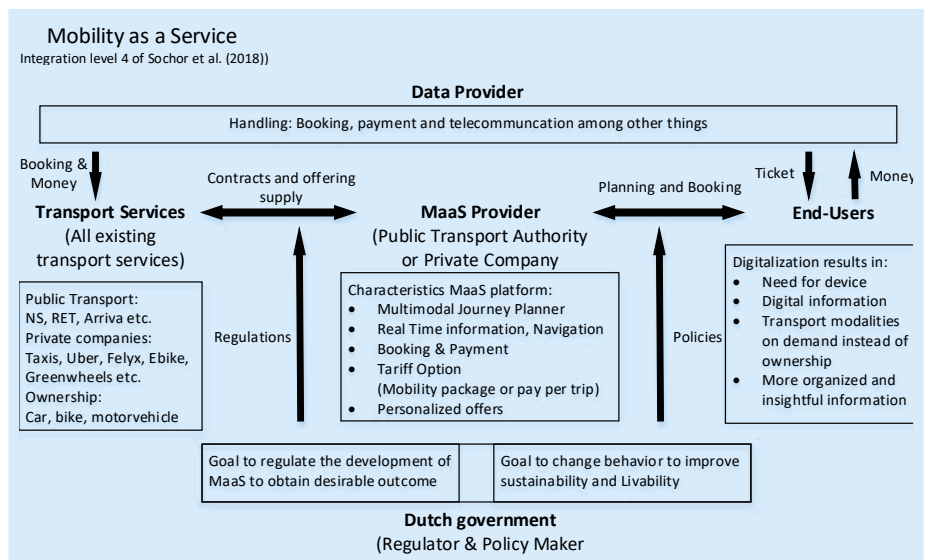 Mobility as a Service
Integration level 4 of Sochor et al. (2018))
Data Provider
Handling: Booking, payment and telecommuncation among other things
Booking &
Money
Contracts and offering
supply
Planning and Booking
Ticket
Money
Transport Services
(All existing
transport services)
MaaS Provider
(Public Transport Authority
or Private Company
End-Users
Public Transport:
NS, RET, Arriva etc.
Private companies:
Taxis, Uber, Felyx, Ebike,
Greenwheels etc.
Ownership:
Car, bike, motorvehicle
Regulations
Characteristics MaaS platform:
• Multimodal Journey Planner
• Real Time information, Navigation
• Booking & Payment
• Tariff Option
(Mobility package or pay per trip)
• Personalized offers
Policies
Digitalization results in:
• Need for device
• Digital information
• Transport modalities
on demand instead of
ownership
• More organized and
insightful information
Goal to regulate the development of
MaaS to obtain desirable outcome
Goal to change behavior to improve
sustainability and Livability
Dutch government
(Regulator & Policy Maker